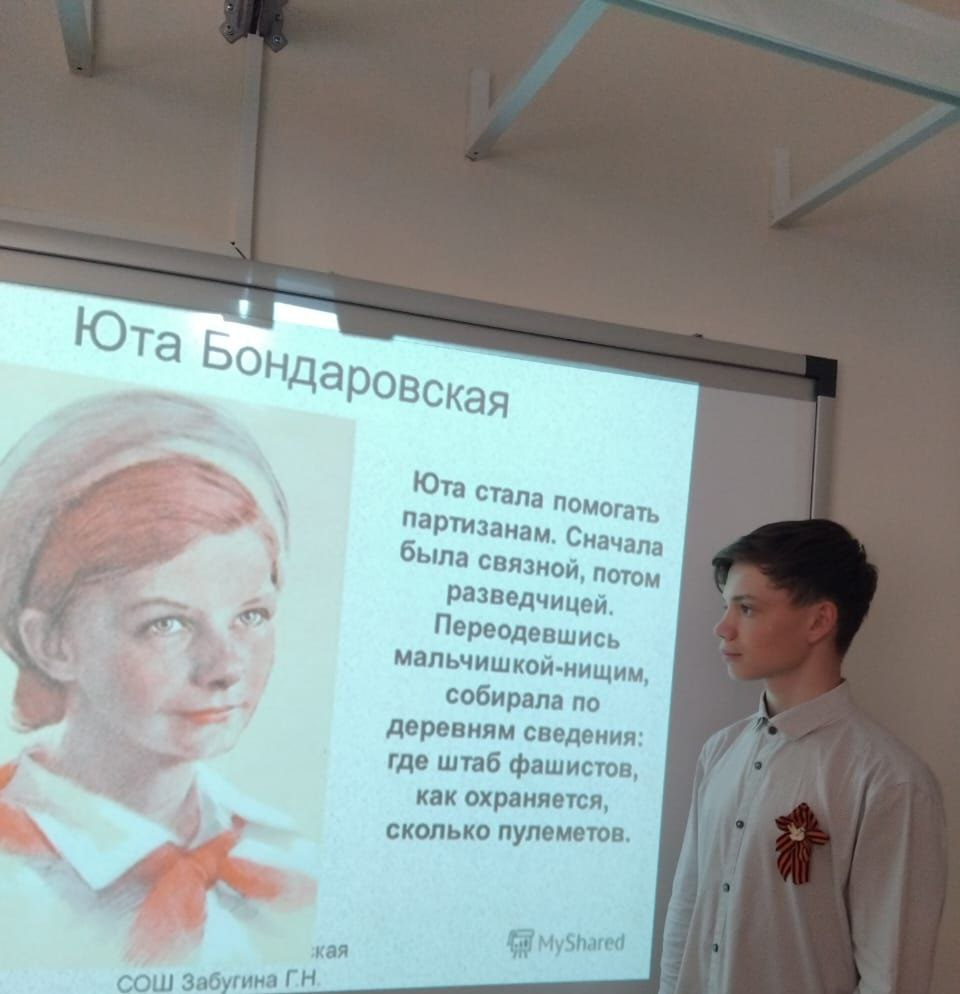 Юта Бондаровская
Юта стала помогать
партизанам. Сначала
была связной, потом
разведчицей.
Переодевшись
мальчишкой-нищим,
собирала по
деревням сведения:
где штаб фашистов,
как охраняется,
сколько пулеметов.
ская
СОШ Забугина Г.Н.
MyShared